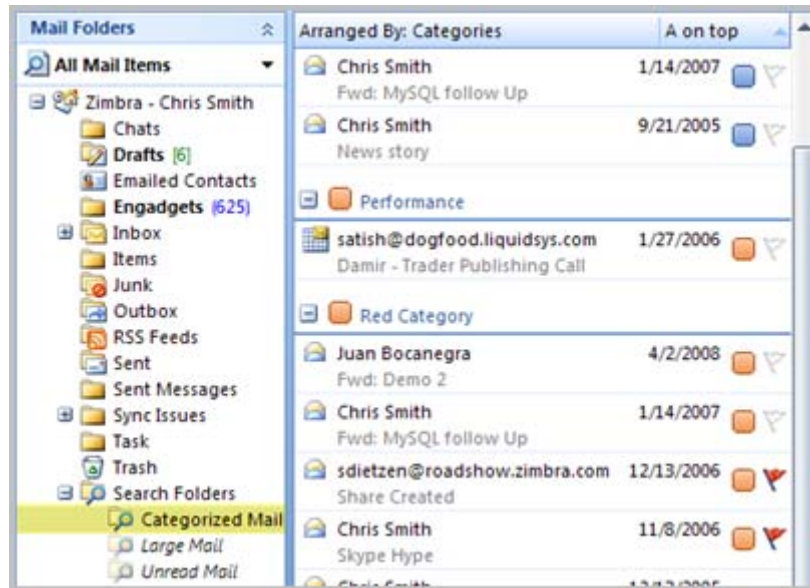 Mail Folders
All Mail Items
Zimbra - Chris Smith
Chats
Drafts [6]
Emailed Contacts
Engadgets (625)
Inbox
Items
Junk
Outbox
RSS Feeds
Sent
Sent Messages
Sync Issues
Task
Trash
Search Folders
Categorized Mail
Large Mail
Unread Mail
Arranged By: Categories A on top
Chris Smith 1/14/2007
Fwd: MySQL follow Up
Chris Smith 9/21/2005
News story
Performance
satish@dogfood.liquidsys.com 1/27/2006
Damir - Trader Publishing Call
Red Category
Juan Bocanegra 4/2/2008
Fwd: Demo 2
Chris Smith 1/14/2007
Fwd: MySQL follow Up
sdietzen@roadshow.zimbra.com 12/13/2006
Share Created
Chris Smith 11/8/2006
Skype Hype